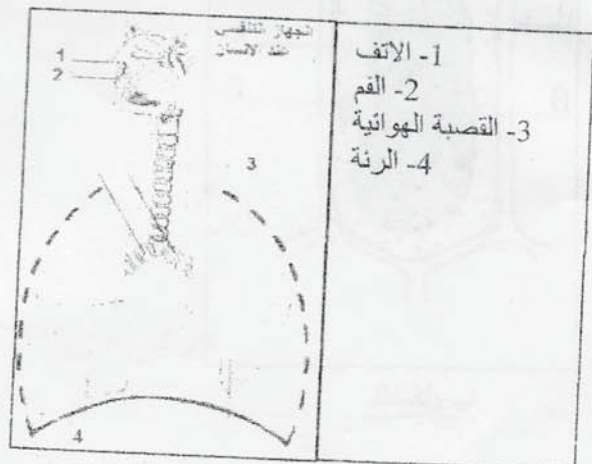 الجهاز التنفسي
عند الانسان
1
2
3
4
1- الانف
2- الفم
3- القصبة الهوائية
4- الرئة